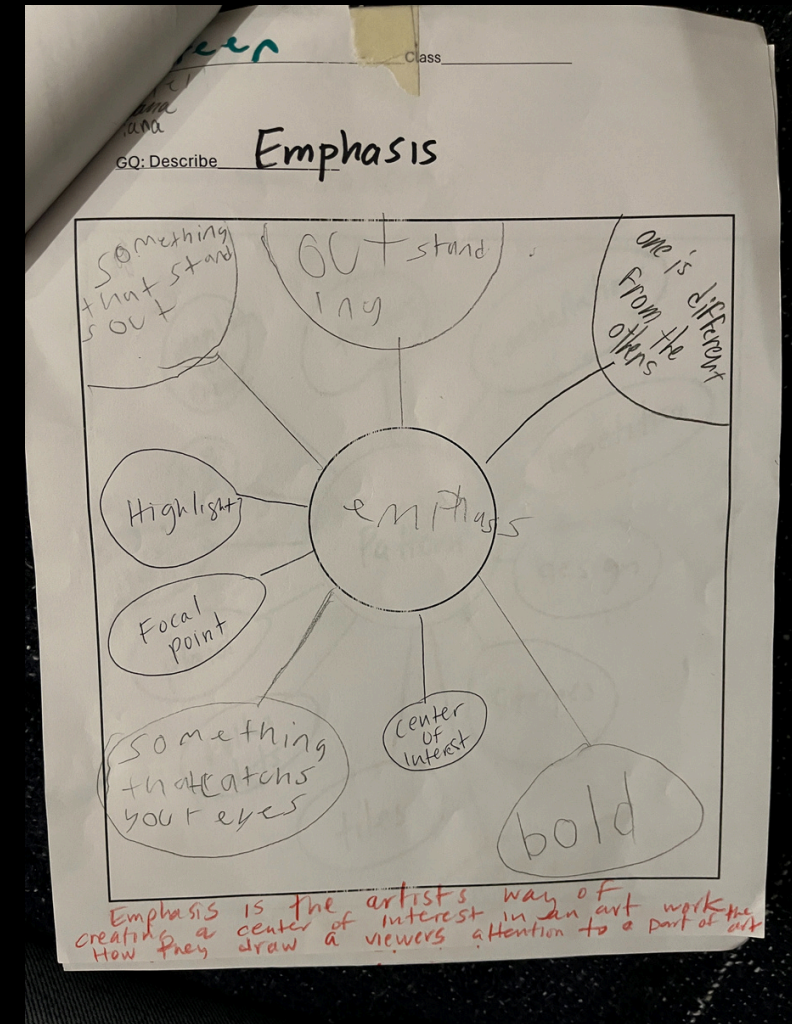 Class
GQ: Describe Emphasis
something
that stand
s out
OUT stand
ing
one is different
from the
others
Highlight
emphass
Focal
point
something
that catchs
your eyes
center
of
interest
bold
Emphasis is the artists way of
creating a center of interest in an art work
How they draw a viewers attention to a part of the art